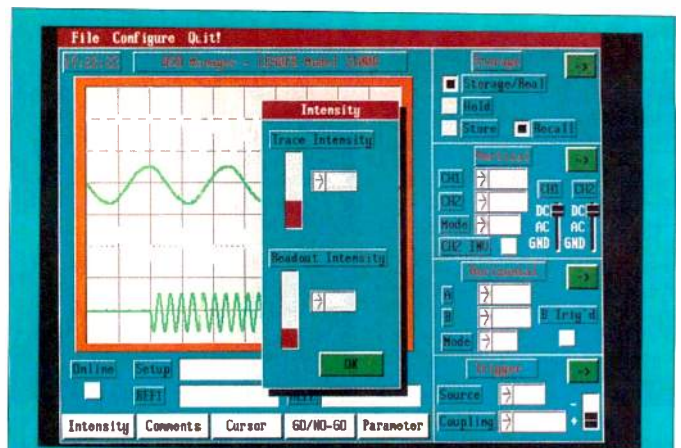 File Configure Quit!
Storage
Storage/Real
Hold
Store Recall
Intensity
Trace Intensity
Readout Intensity
OK
Vertical
CH1
CH2
Mode
CH2 INV
CH1 CH2
DC DC
AC AC
GND GND
Horizontal
A
B
Mode
B Trig'd
Trigger
Source
Coupling
-
+
Online
Setup
REF1
Intensity Comments Cursor GO/NO-GO Parameter